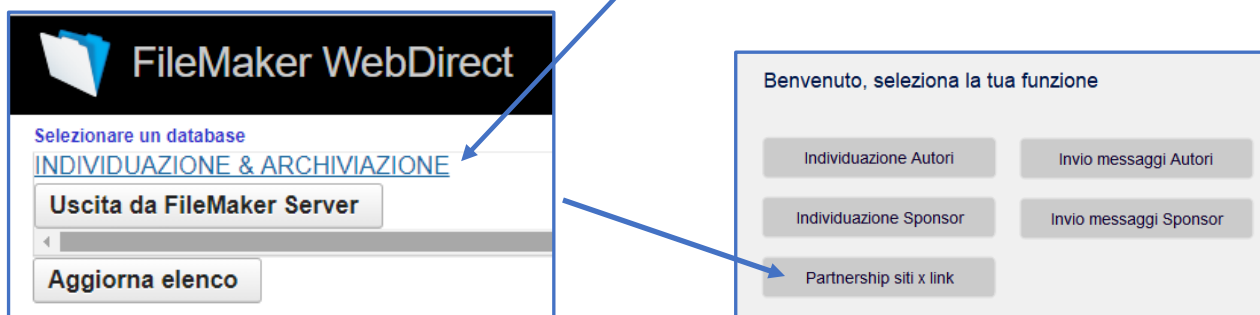 FileMaker WebDirect
Selezionare un database
INDIVIDUAZIONE & ARCHIVIAZIONE
Uscita da FileMaker Server
Aggiorna elenco
Benvenuto, seleziona la tua funzione
Individuazione Autori
Invio messaggi Autori
Individuazione Sponsor
Invio messaggi Sponsor
Partnership siti x link